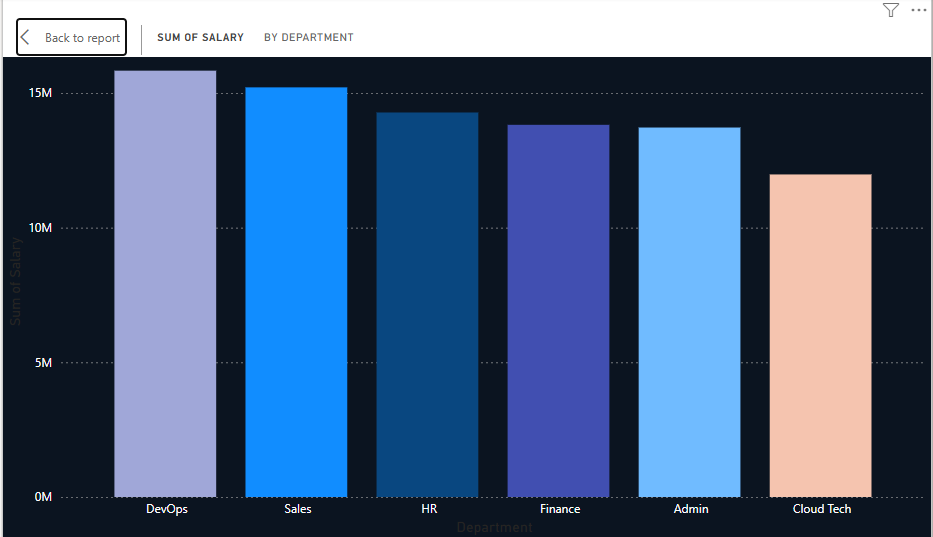 Back to report
SUM OF SALARY BY DEPARTMENT
15M
10M
5M
0M
Sum of Salary
DevOps Sales HR Finance Admin Cloud Tech
Department